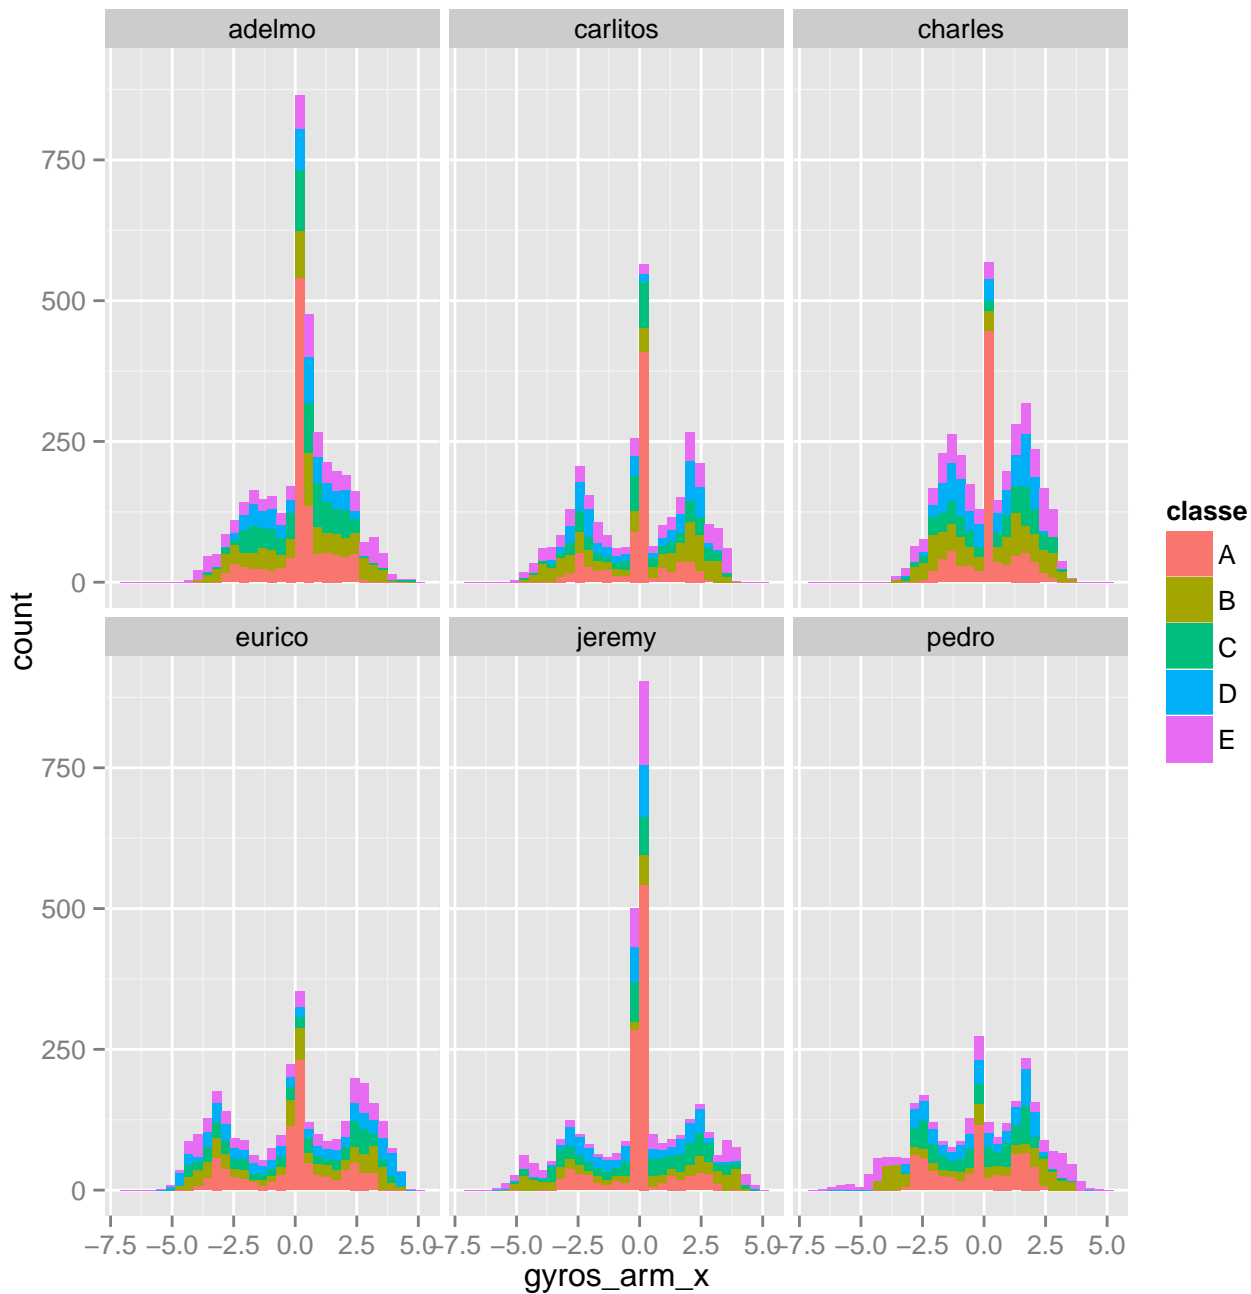 adelmo carlitos charles
750
500
250
0
eurico jeremy pedro
750
500
250
0
−7.5 −5.0 −2.5 0.0 2.5 5.0 −7.5 −5.0 −2.5 0.0 2.5 5.0 −7.5 −5.0 −2.5 0.0 2.5 5.0
gyros_arm_x
count
classe
A
B
C
D
E